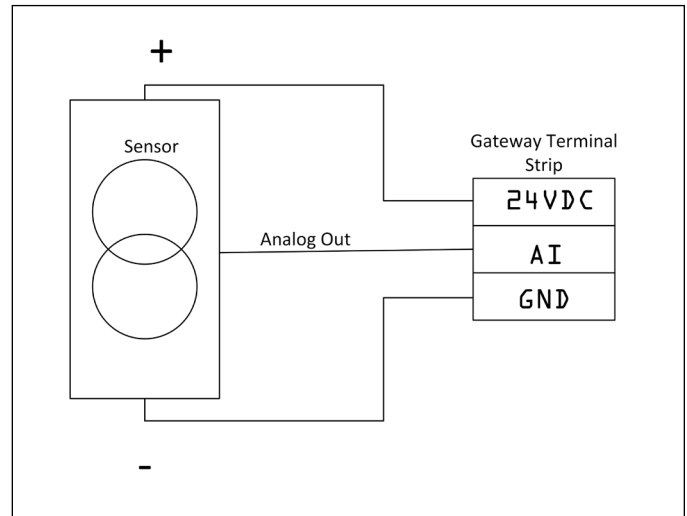 +
Sensor
Gateway Terminal
Strip
24VDC
Analog Out
AI
GND
-